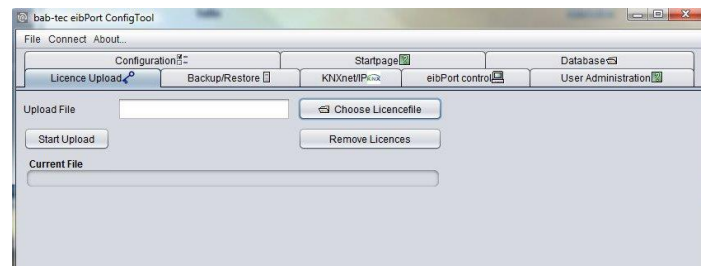 bab-tec eibPort ConfigTool
File Connect About...
Configuration Startpage Database
Licence Upload Backup/Restore KNXnet/IP KNX eibPort control User Administration
Upload File Choose Licencefile
Start Upload Remove Licences
Current File